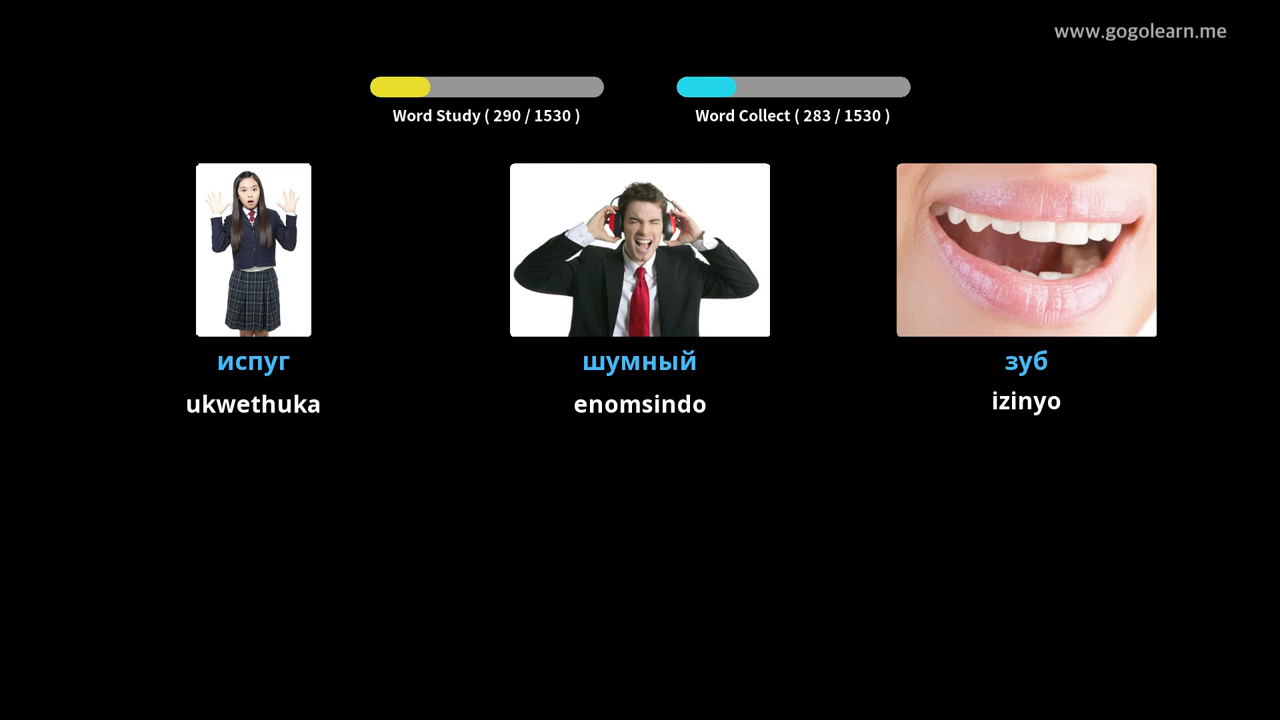 www.gogolearn.me
Word Study ( 290 / 1530 )
Word Collect ( 283 / 1530 )
испуг
шумный
зуб
ukwethuka
enomsindo
izinyo